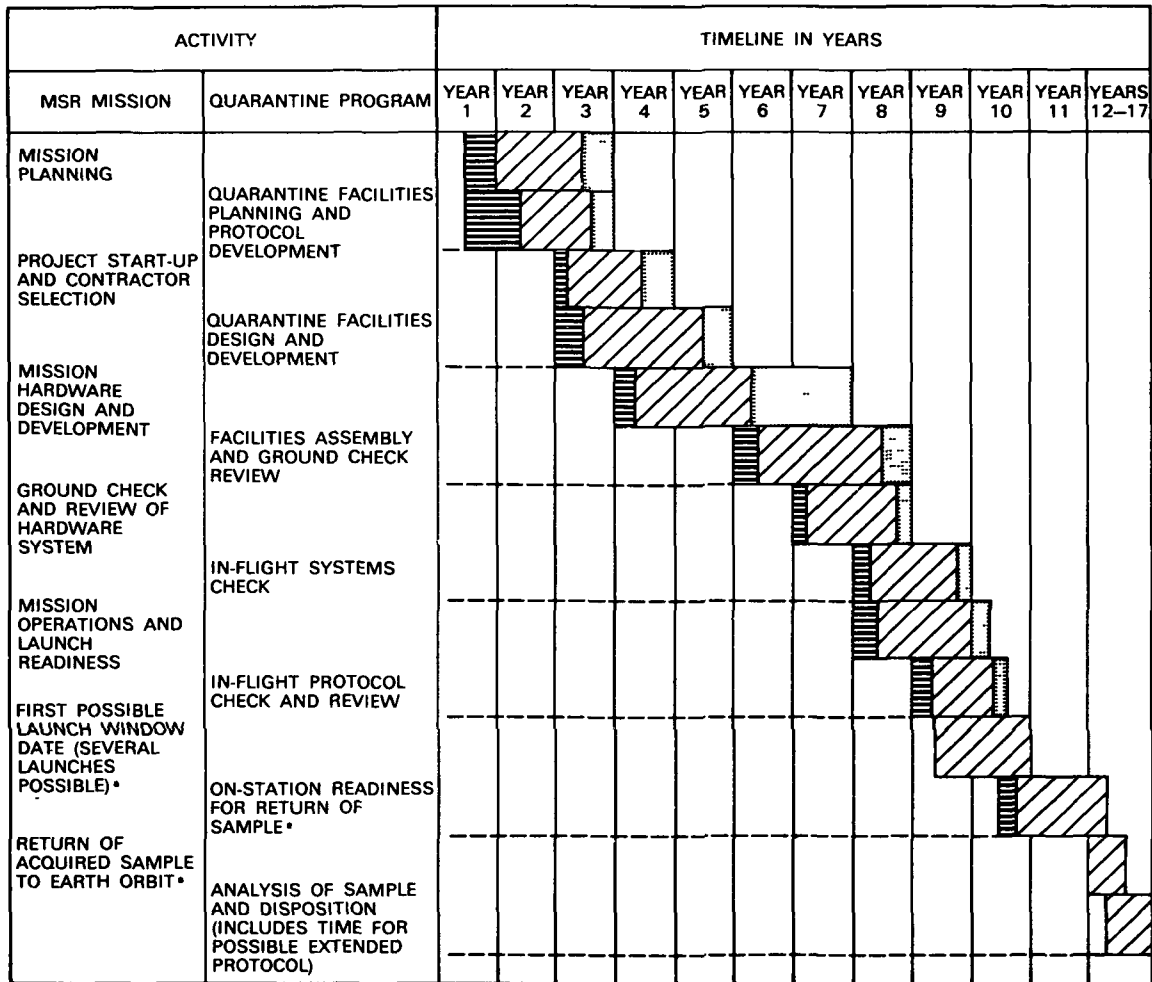 ACTIVITY
TIMELINE IN YEARS
MSR MISSION
QUARANTINE PROGRAM
YEAR
1
YEAR
2
YEAR
3
YEAR
4
YEAR
5
YEAR
6
YEAR
7
YEAR
8
YEAR
9
YEAR
10
YEAR
11
YEARS
12–17
MISSION
PLANNING
QUARANTINE FACILITIES
PLANNING AND
PROTOCOL
DEVELOPMENT
PROJECT START-UP
AND CONTRACTOR
SELECTION
QUARANTINE FACILITIES
DESIGN AND
DEVELOPMENT
MISSION
HARDWARE
DESIGN AND
DEVELOPMENT
FACILITIES ASSEMBLY
AND GROUND CHECK
REVIEW
GROUND CHECK
AND REVIEW OF
HARDWARE
SYSTEM
IN-FLIGHT SYSTEMS
CHECK
MISSION
OPERATIONS AND
LAUNCH
READINESS
IN-FLIGHT PROTOCOL
CHECK AND REVIEW
FIRST POSSIBLE
LAUNCH WINDOW
DATE (SEVERAL
LAUNCHES
POSSIBLE)*
ON-STATION READINESS
FOR RETURN OF
SAMPLE*
RETURN OF
ACQUIRED SAMPLE
TO EARTH ORBIT*
ANALYSIS OF SAMPLE
AND DISPOSITION
(INCLUDES TIME FOR
POSSIBLE EXTENDED
PROTOCOL)